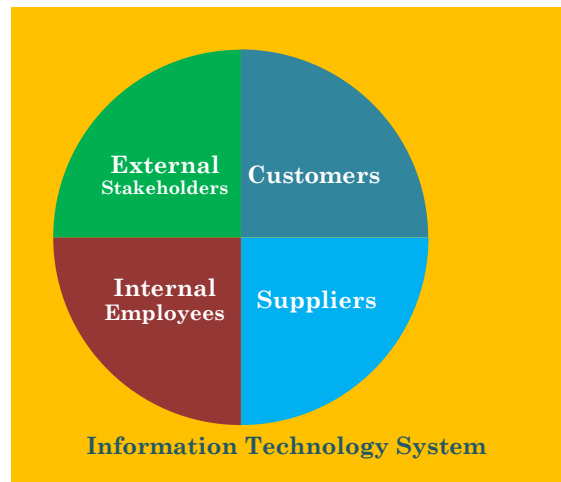 External
Stakeholders
Customers
Internal
Employees
Suppliers
Information Technology System